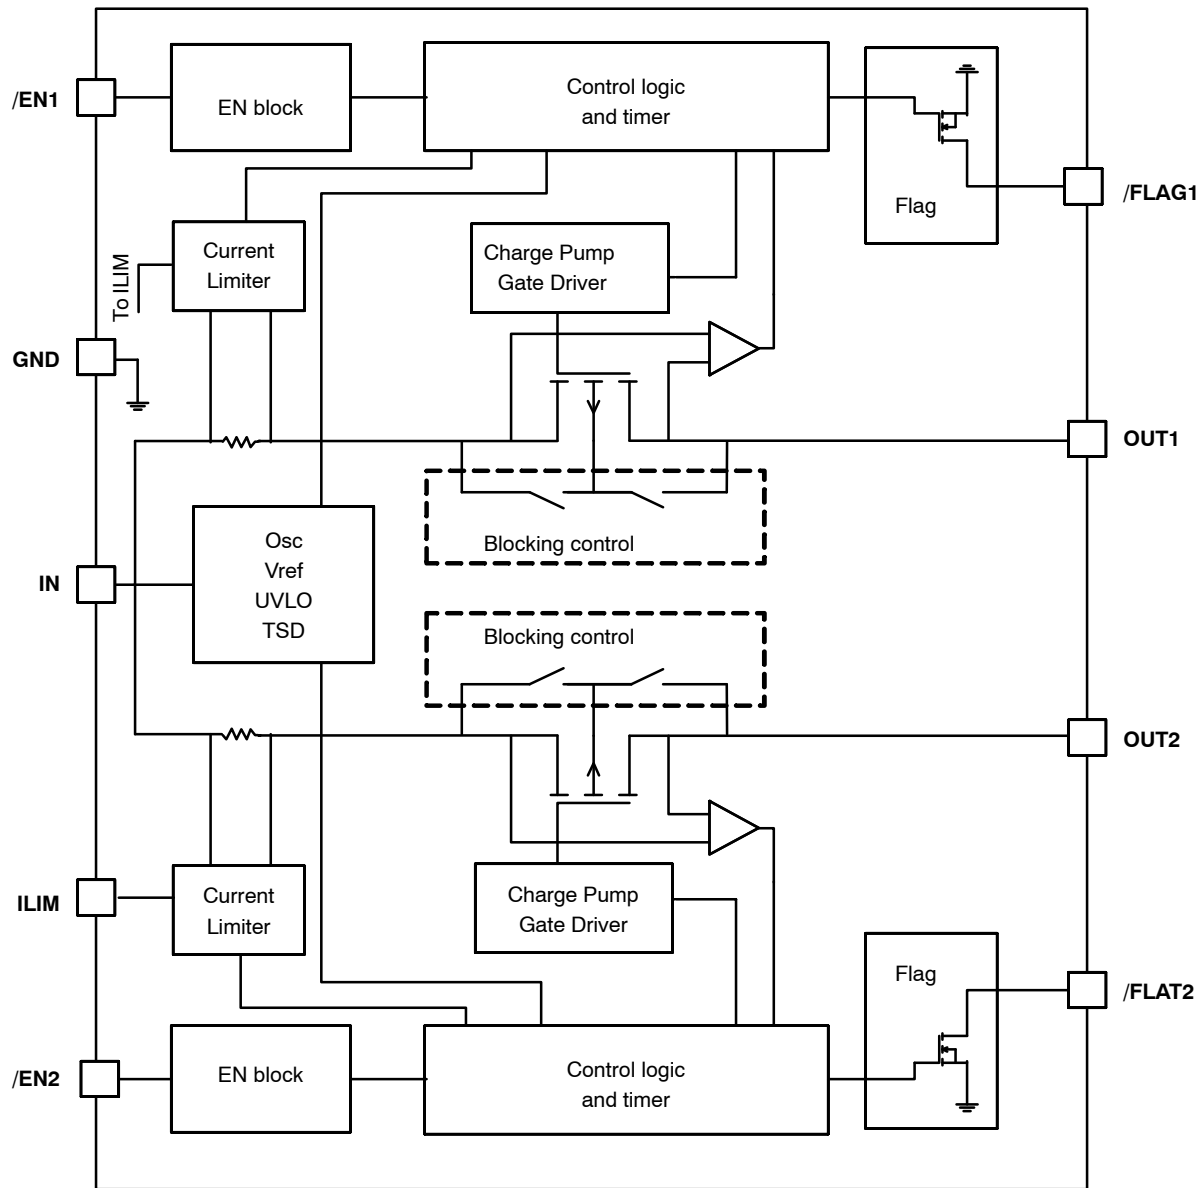 /EN1
EN block
Control logic
and timer
Flag
/FLAG1
Current
Limiter
To ILIM
Charge Pump
Gate Driver
GND
OUT1
Blocking control
IN
Osc
Vref
UVLO
TSD
Blocking control
OUT2
ILIM
Current
Limiter
Charge Pump
Gate Driver
Flag
/FLAT2
/EN2
EN block
Control logic
and timer